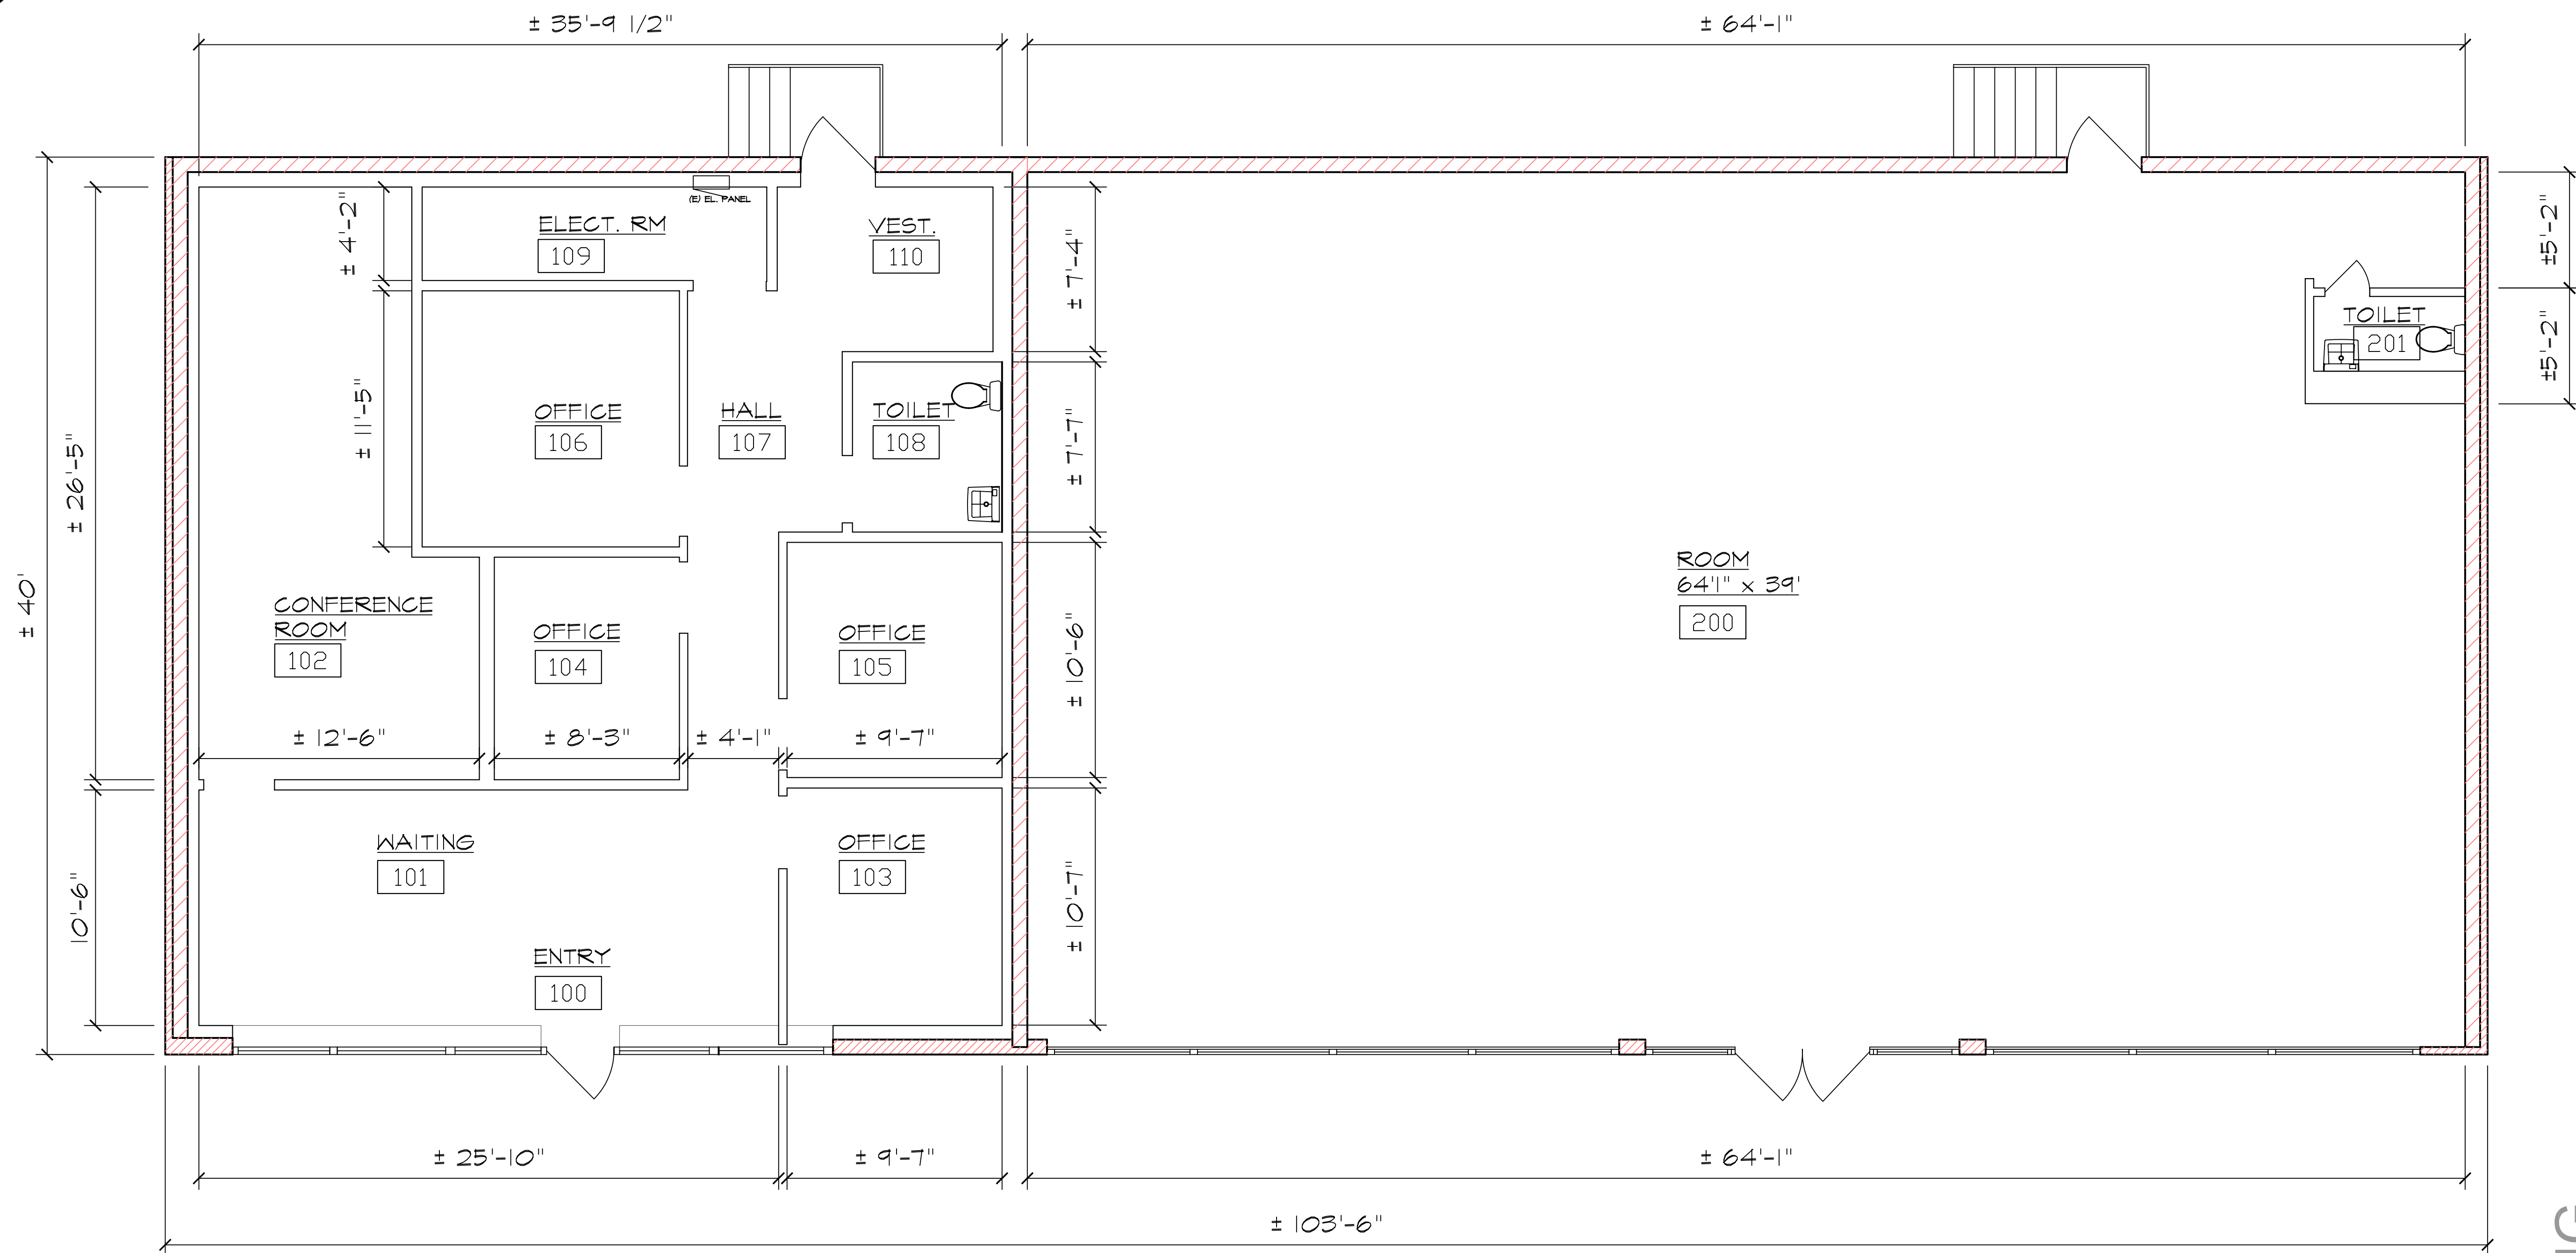 ± 35'-9 1/2"
± 64'-1"
(E) EL. PANEL
± 4'-2"
ELECT. RM
109
VEST.
110
± 7'-4"
±5'-2"
TOILET
201
±5'-2"
± 11'-5"
OFFICE
106
HALL
107
TOILET
108
± 7'-7"
± 26'-5"
± 40'
CONFERENCE
ROOM
102
OFFICE
104
OFFICE
105
± 10'-6"
ROOM
64'1" x 39'
200
± 12'-6"
± 8'-3"
± 4'-1"
± 9'-7"
WAITING
101
OFFICE
103
10'-6"
± 10'-7"
ENTRY
100
± 25'-10"
± 9'-7"
± 64'-1"
± 103'-6"